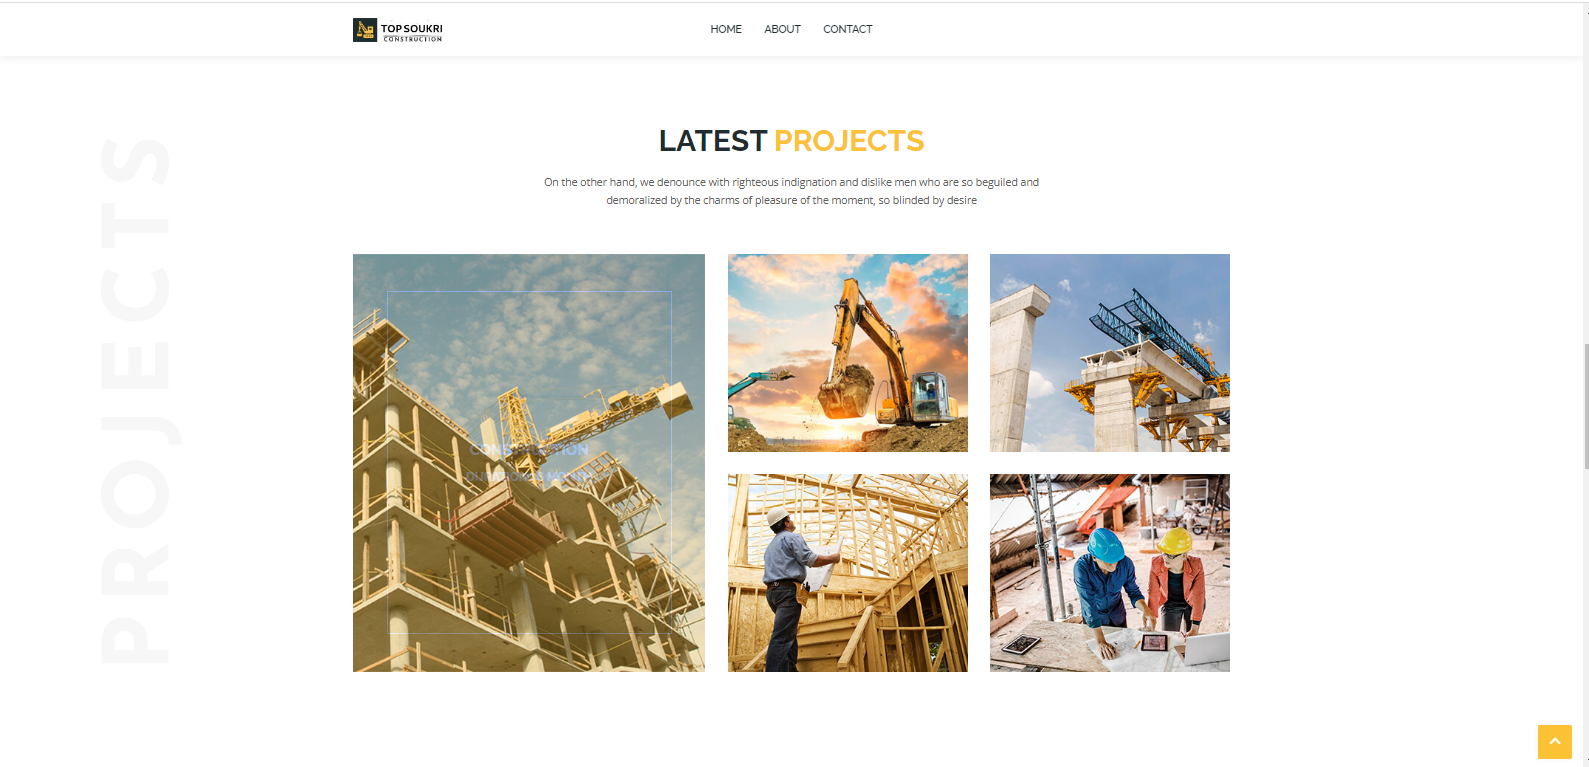 TOP SOUKRI
CONSTRUCTION
HOME ABOUT CONTACT
PROJECTS
LATEST PROJECTS
On the other hand, we denounce with righteous indignation and dislike men who are so beguiled and
demoralized by the charms of pleasure of the moment, so blinded by desire
CONSTRUCTION